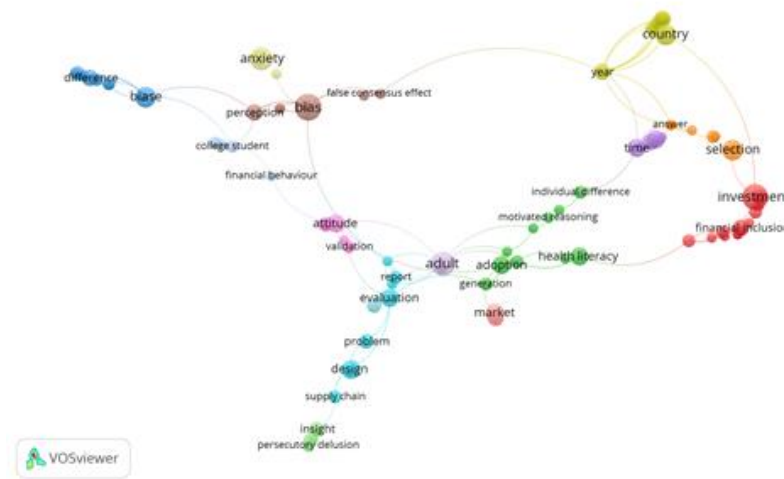 country
anxiety
year
difference
biase
false consensus effect
bias
perception
answer
college student
time
selection
financial behaviour
individual difference
investmen
attitude
motivated reasoning
financial inclusion
validation
health literacy
adult
adoption
report
generation
evaluation
market
problem
design
supply chain
insight
persecutory delusion
VOSviewer